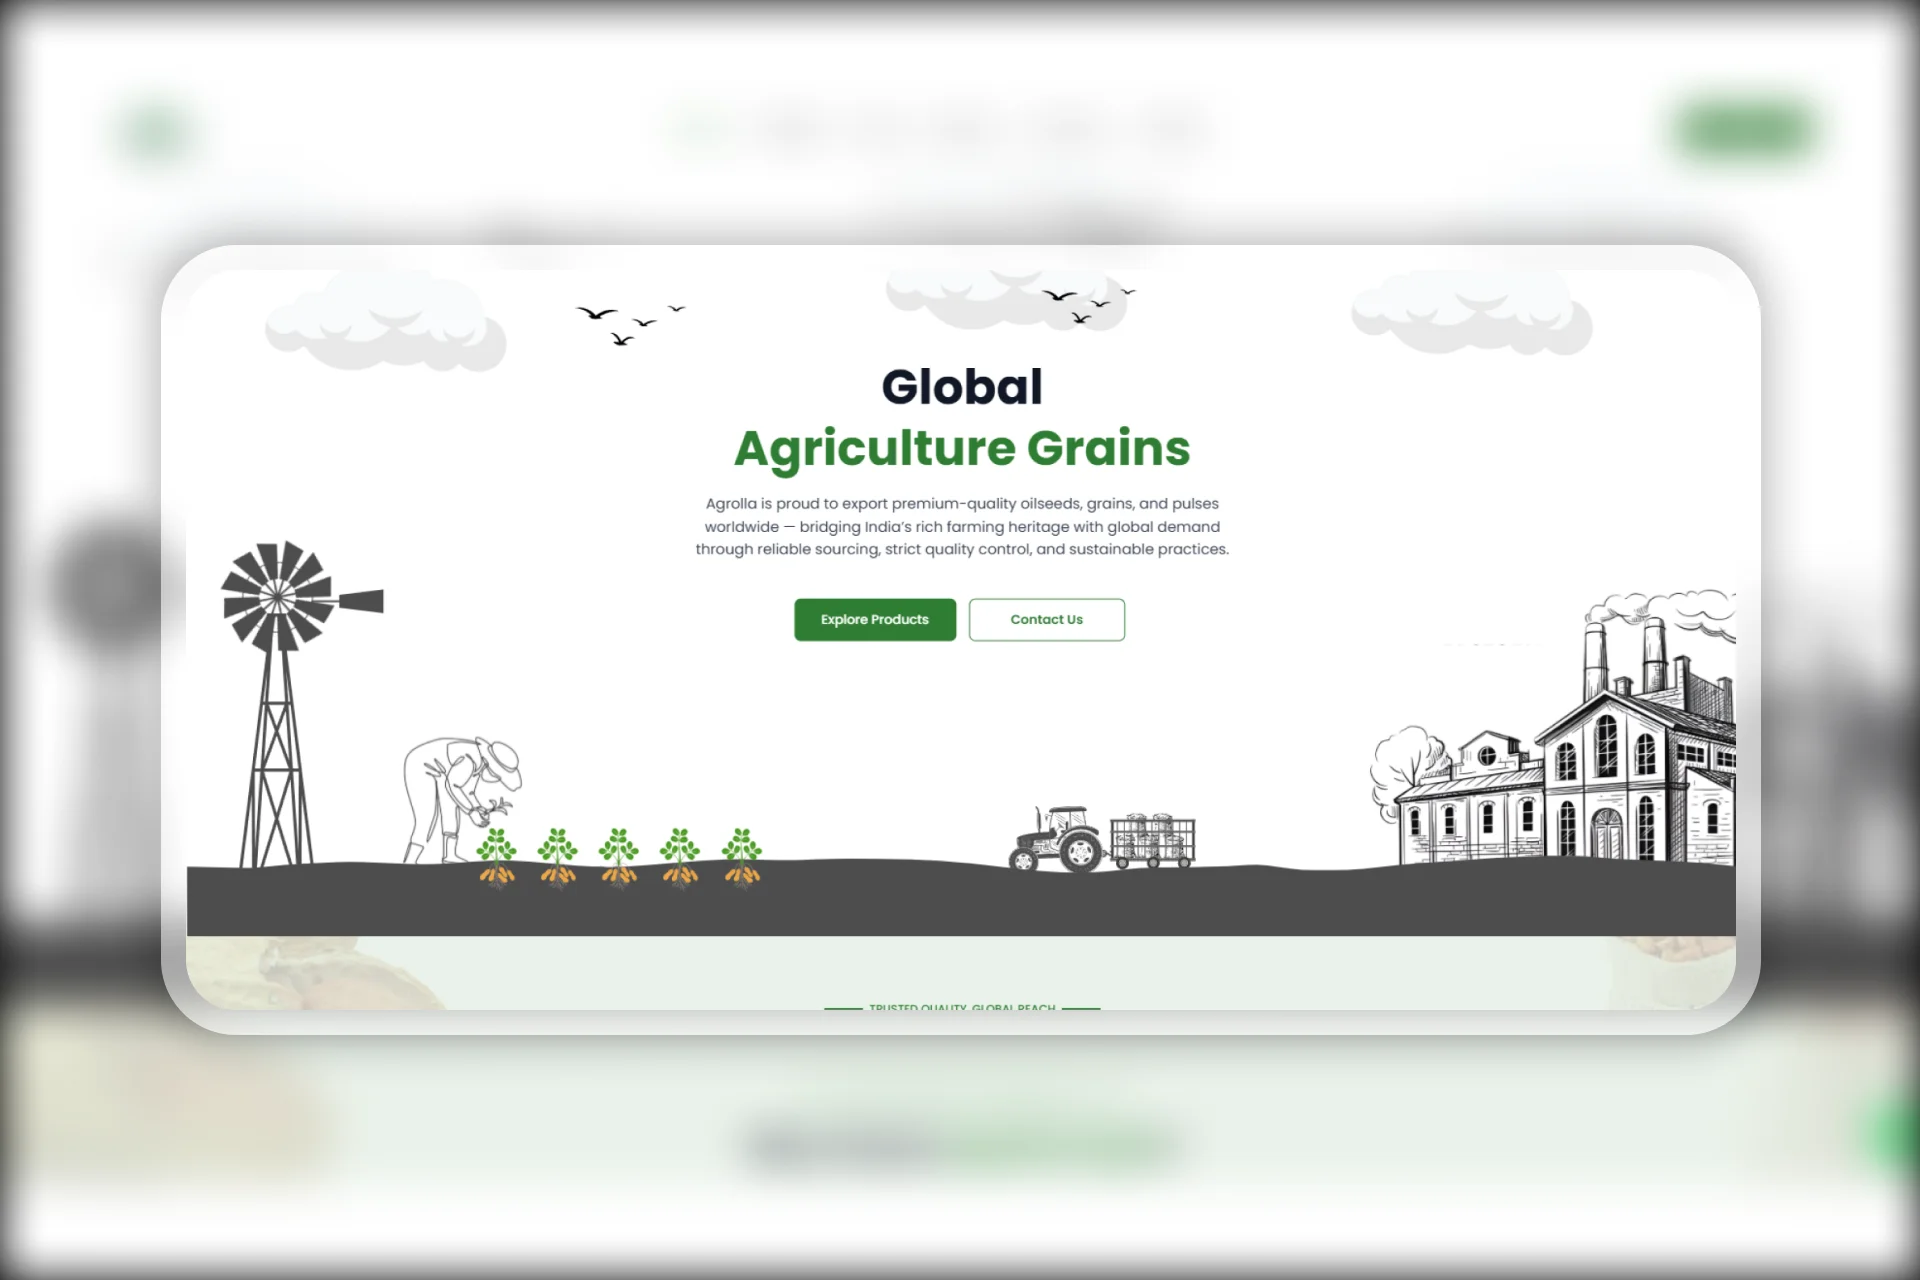 Global
Agriculture Grains
Agrolla is proud to export premium-quality oilseeds, grains, and pulses
worldwide — bridging India’s rich farming heritage with global demand
through reliable sourcing, strict quality control, and sustainable practices.
Explore Products
Contact Us
TRUSTED QUALITY, GLOBAL REACH